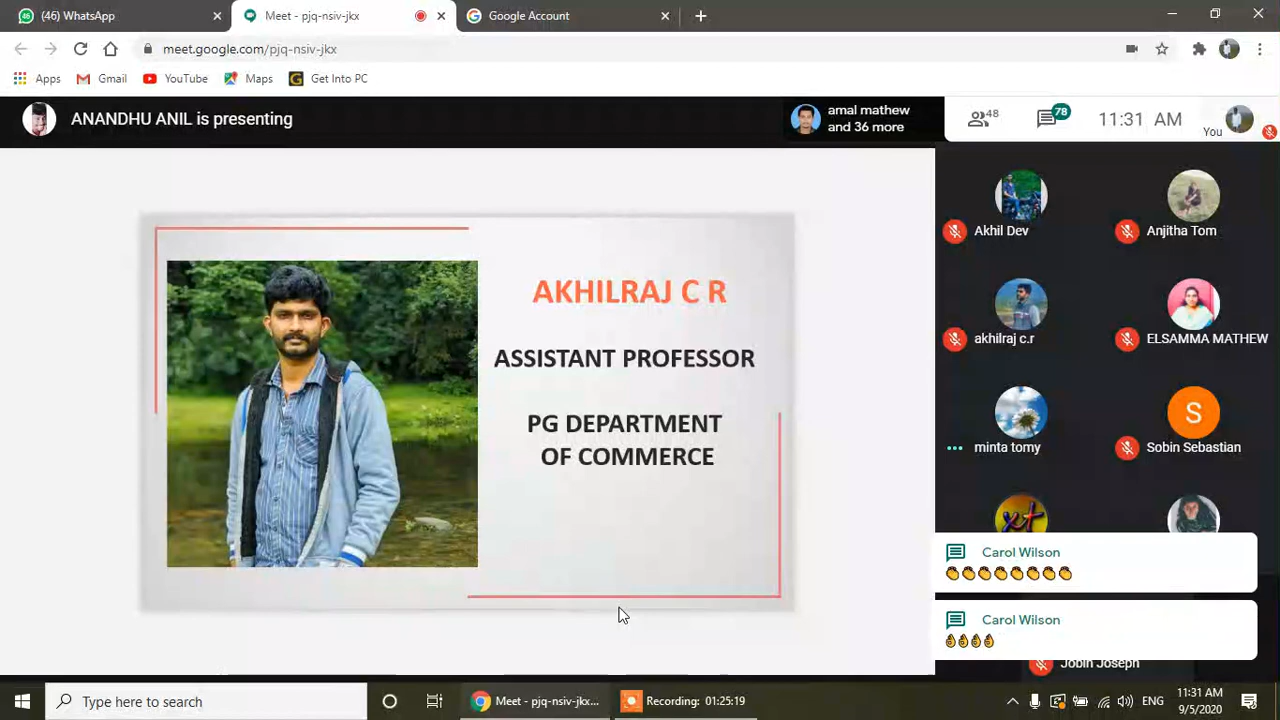 (46) WhatsApp
Meet - pjq-nsiv-jkx
Google Account
meet.google.com/pjq-nsiv-jkx
Apps
Gmail
YouTube
Maps
G
Get Into PC
ANANDHU ANIL is presenting
amal mathew
and 36 more
48
78
11:31 AM
You
AKHILRAJ C R
ASSISTANT PROFESSOR
PG DEPARTMENT
OF COMMERCE
Akhil Dev
Anjitha Tom
akhilraj c.r
ELSAMMA MATHEW
minta tomy
S
Sobin Sebastian
Carol Wilson
👏👏👏👏👏👏👏👏
Carol Wilson
👌👌👌👌
Jobin Joseph
Type here to search
Meet - pjq-nsiv-jkx...
Recording: 01:25:19
ENG
11:31 AM
9/5/2020